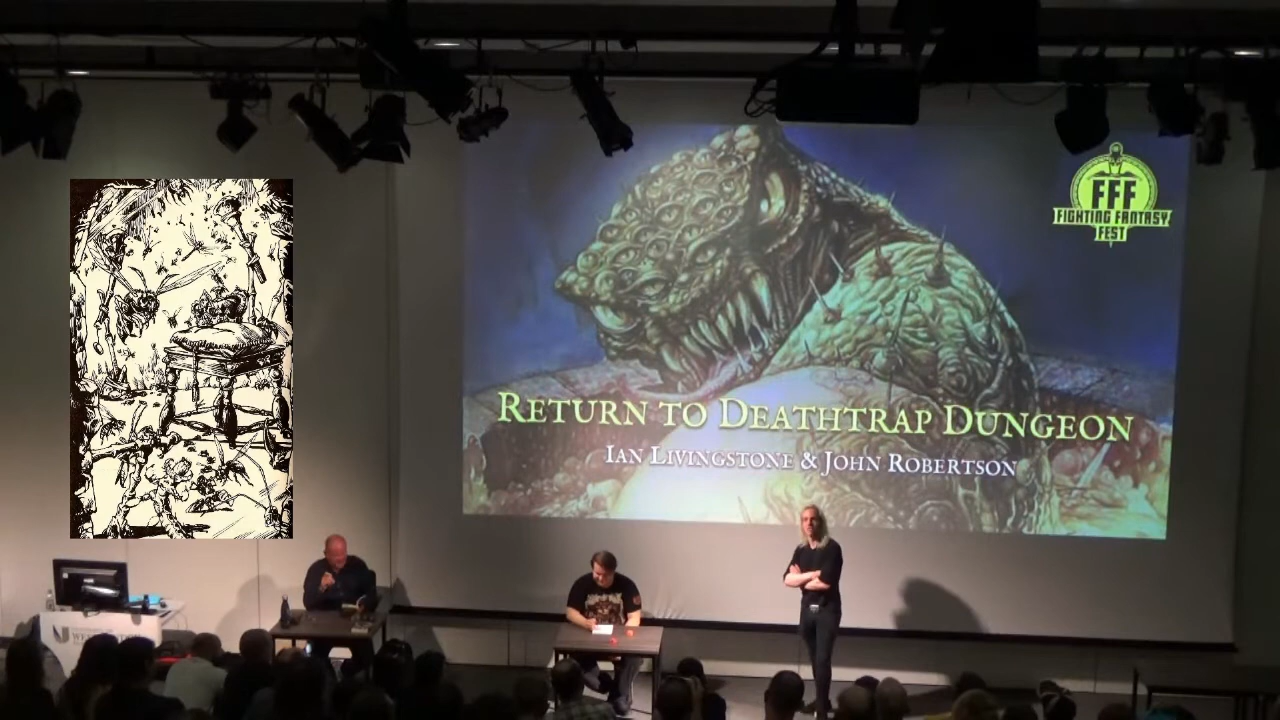 FFF
FIGHTING FANTASY
FEST
RETURN TO DEATHTRAP DUNGEON
IAN LIVINGSTONE & JOHN ROBERTSON